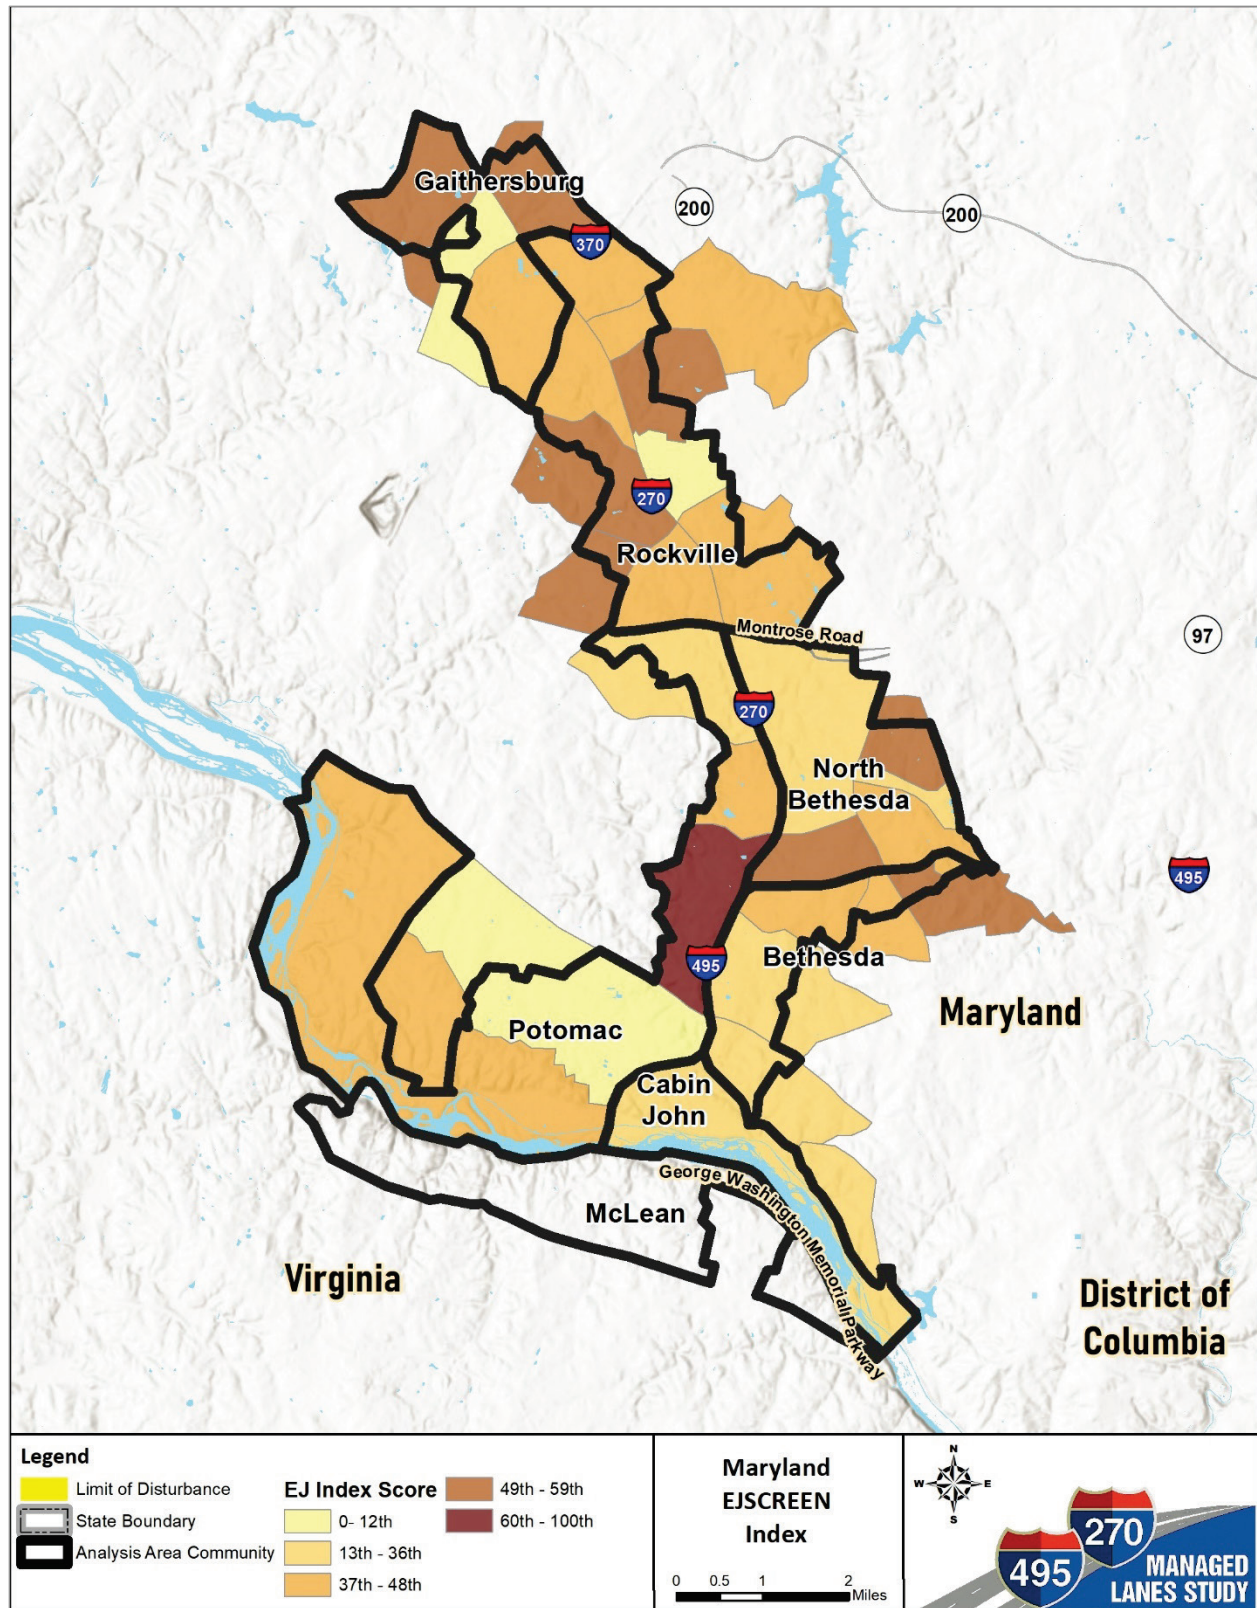 Gaithersburg
370
200
200
270
Rockville
Montrose Road
97
270
North
Bethesda
495
495
Bethesda
Maryland
Potomac
Cabin
John
George Washington Memorial Parkway
McLean
Virginia
District of
Columbia
Legend
Limit of Disturbance
State Boundary
Analysis Area Community
EJ Index Score
0- 12th
13th - 36th
37th - 48th
49th - 59th
60th - 100th
Maryland
EJSCREEN
Index
0 0.5 1 2
Miles
N
W E
S
270
495
MANAGED
LANES STUDY